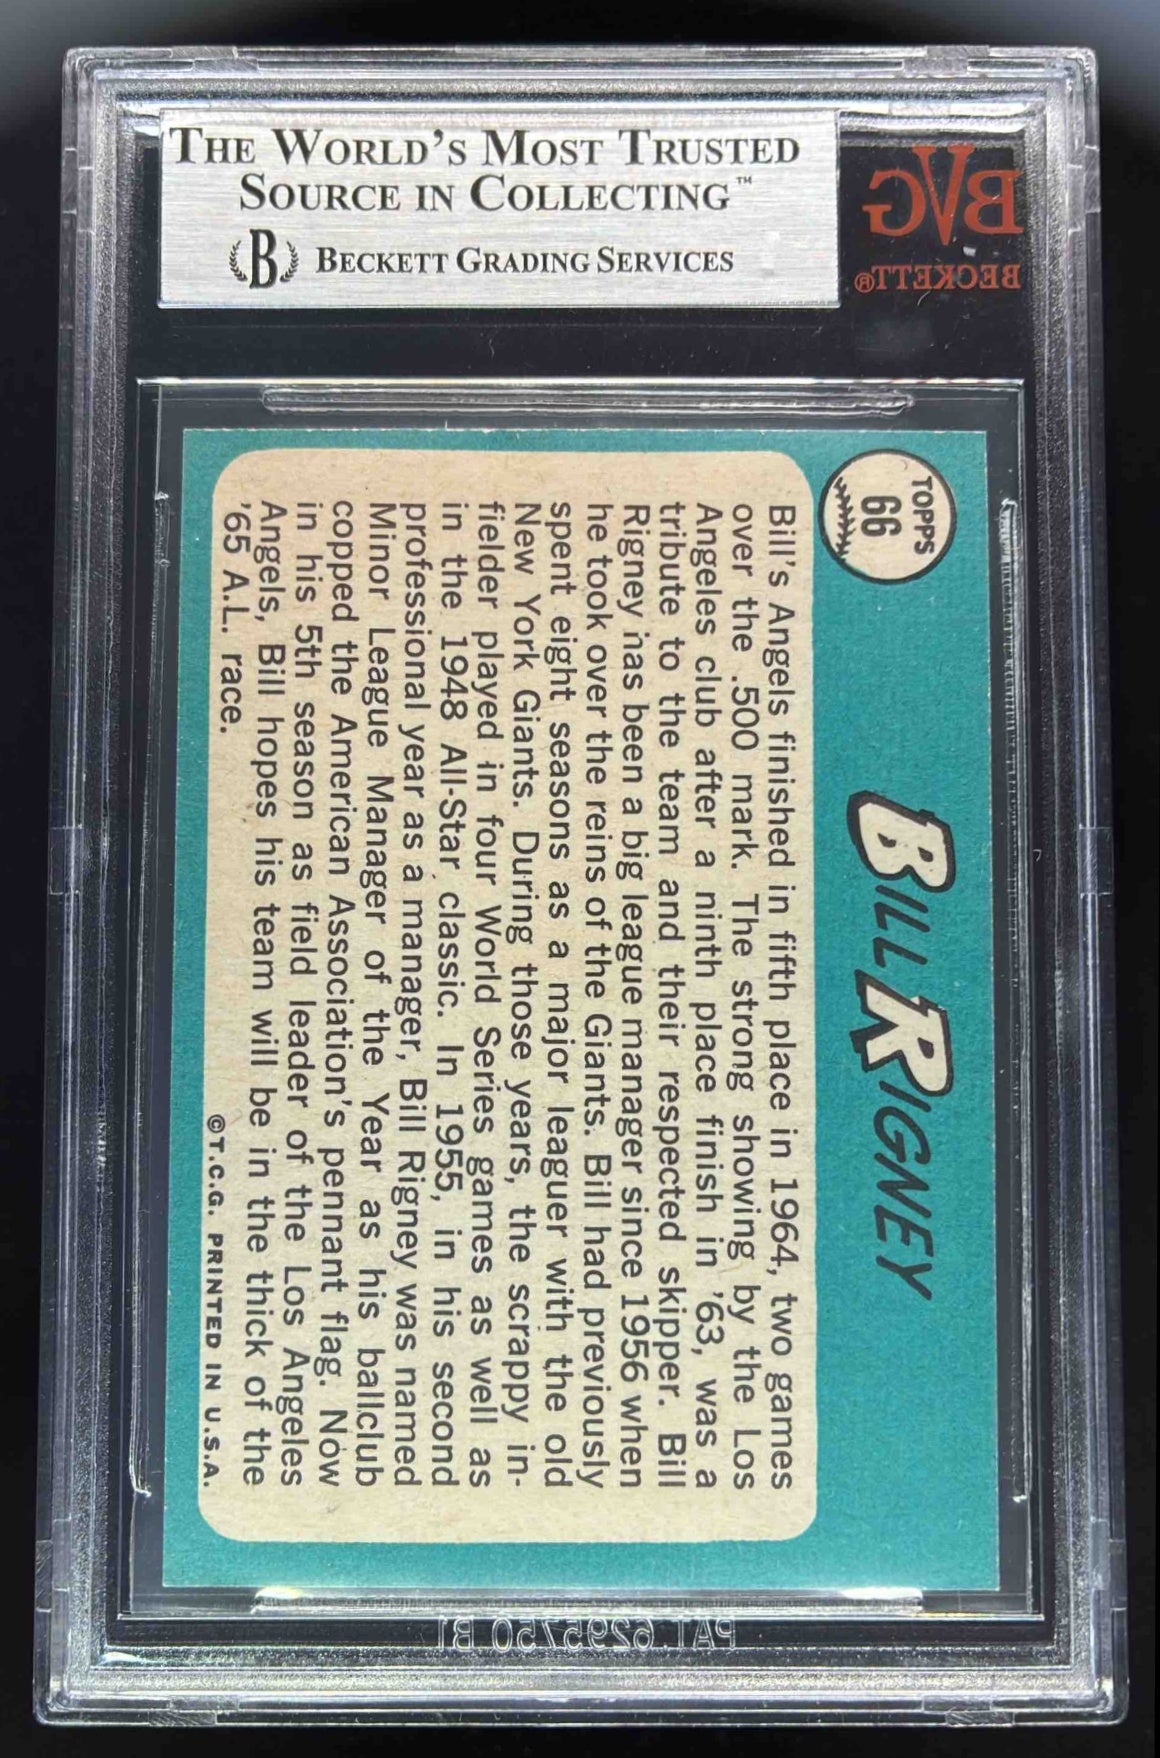 THE WORLD'S MOST TRUSTED
SOURCE IN COLLECTING™
B BECKETT GRADING SERVICES
BVG
BECKETT®
TOPPS
66
BILL RIGNEY
Bill's Angels finished in fifth place in 1964, two games
over the .500 mark. The strong showing by the Los
Angeles club after a ninth place finish in '63, was a
tribute to the team and their respected skipper. Bill
Rigney has been a big league manager since 1956 when
he took over the reins of the Giants. Bill had previously
spent eight seasons as a major leaguer with the old
New York Giants. During those years, the scrappy in-
fielder played in four World Series games as well as
in the 1948 All-Star classic. In 1955, in his second
professional year as a manager, Bill Rigney was named
Minor League Manager of the Year as his ballclub
copped the American Association's pennant flag. Now
in his 5th season as field leader of the Los Angeles
Angels, Bill hopes his team will be in the thick of the
'65 A.L. race.
©T.C.G. PRINTED IN U.S.A.
PAT. 6295750 B1